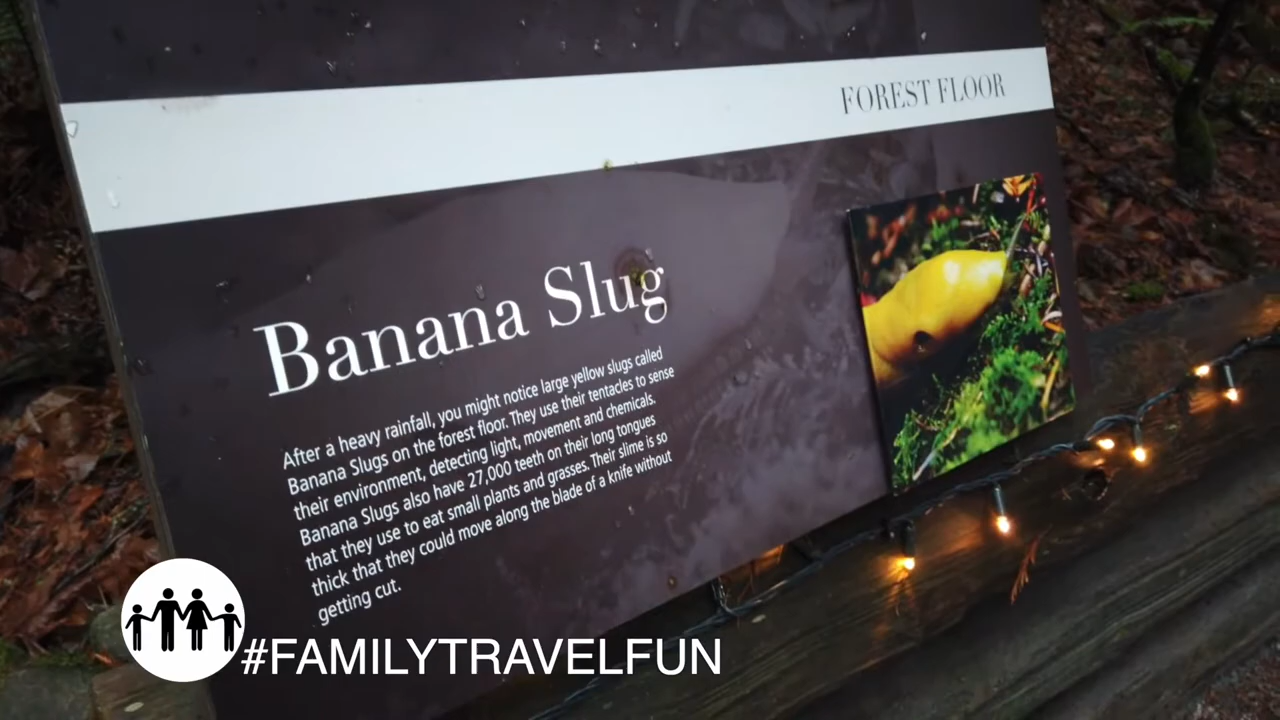 FOREST FLOOR
Banana Slug
After a heavy rainfall, you might notice large yellow slugs called
Banana Slugs on the forest floor. They use their tentacles to sense
their environment, detecting light, movement and chemicals.
Banana Slugs also have 27,000 teeth on their long tongues
that they use to eat small plants and grasses. Their slime is so
thick that they could move along the blade of a knife without
getting cut.
#FAMILYTRAVELFUN